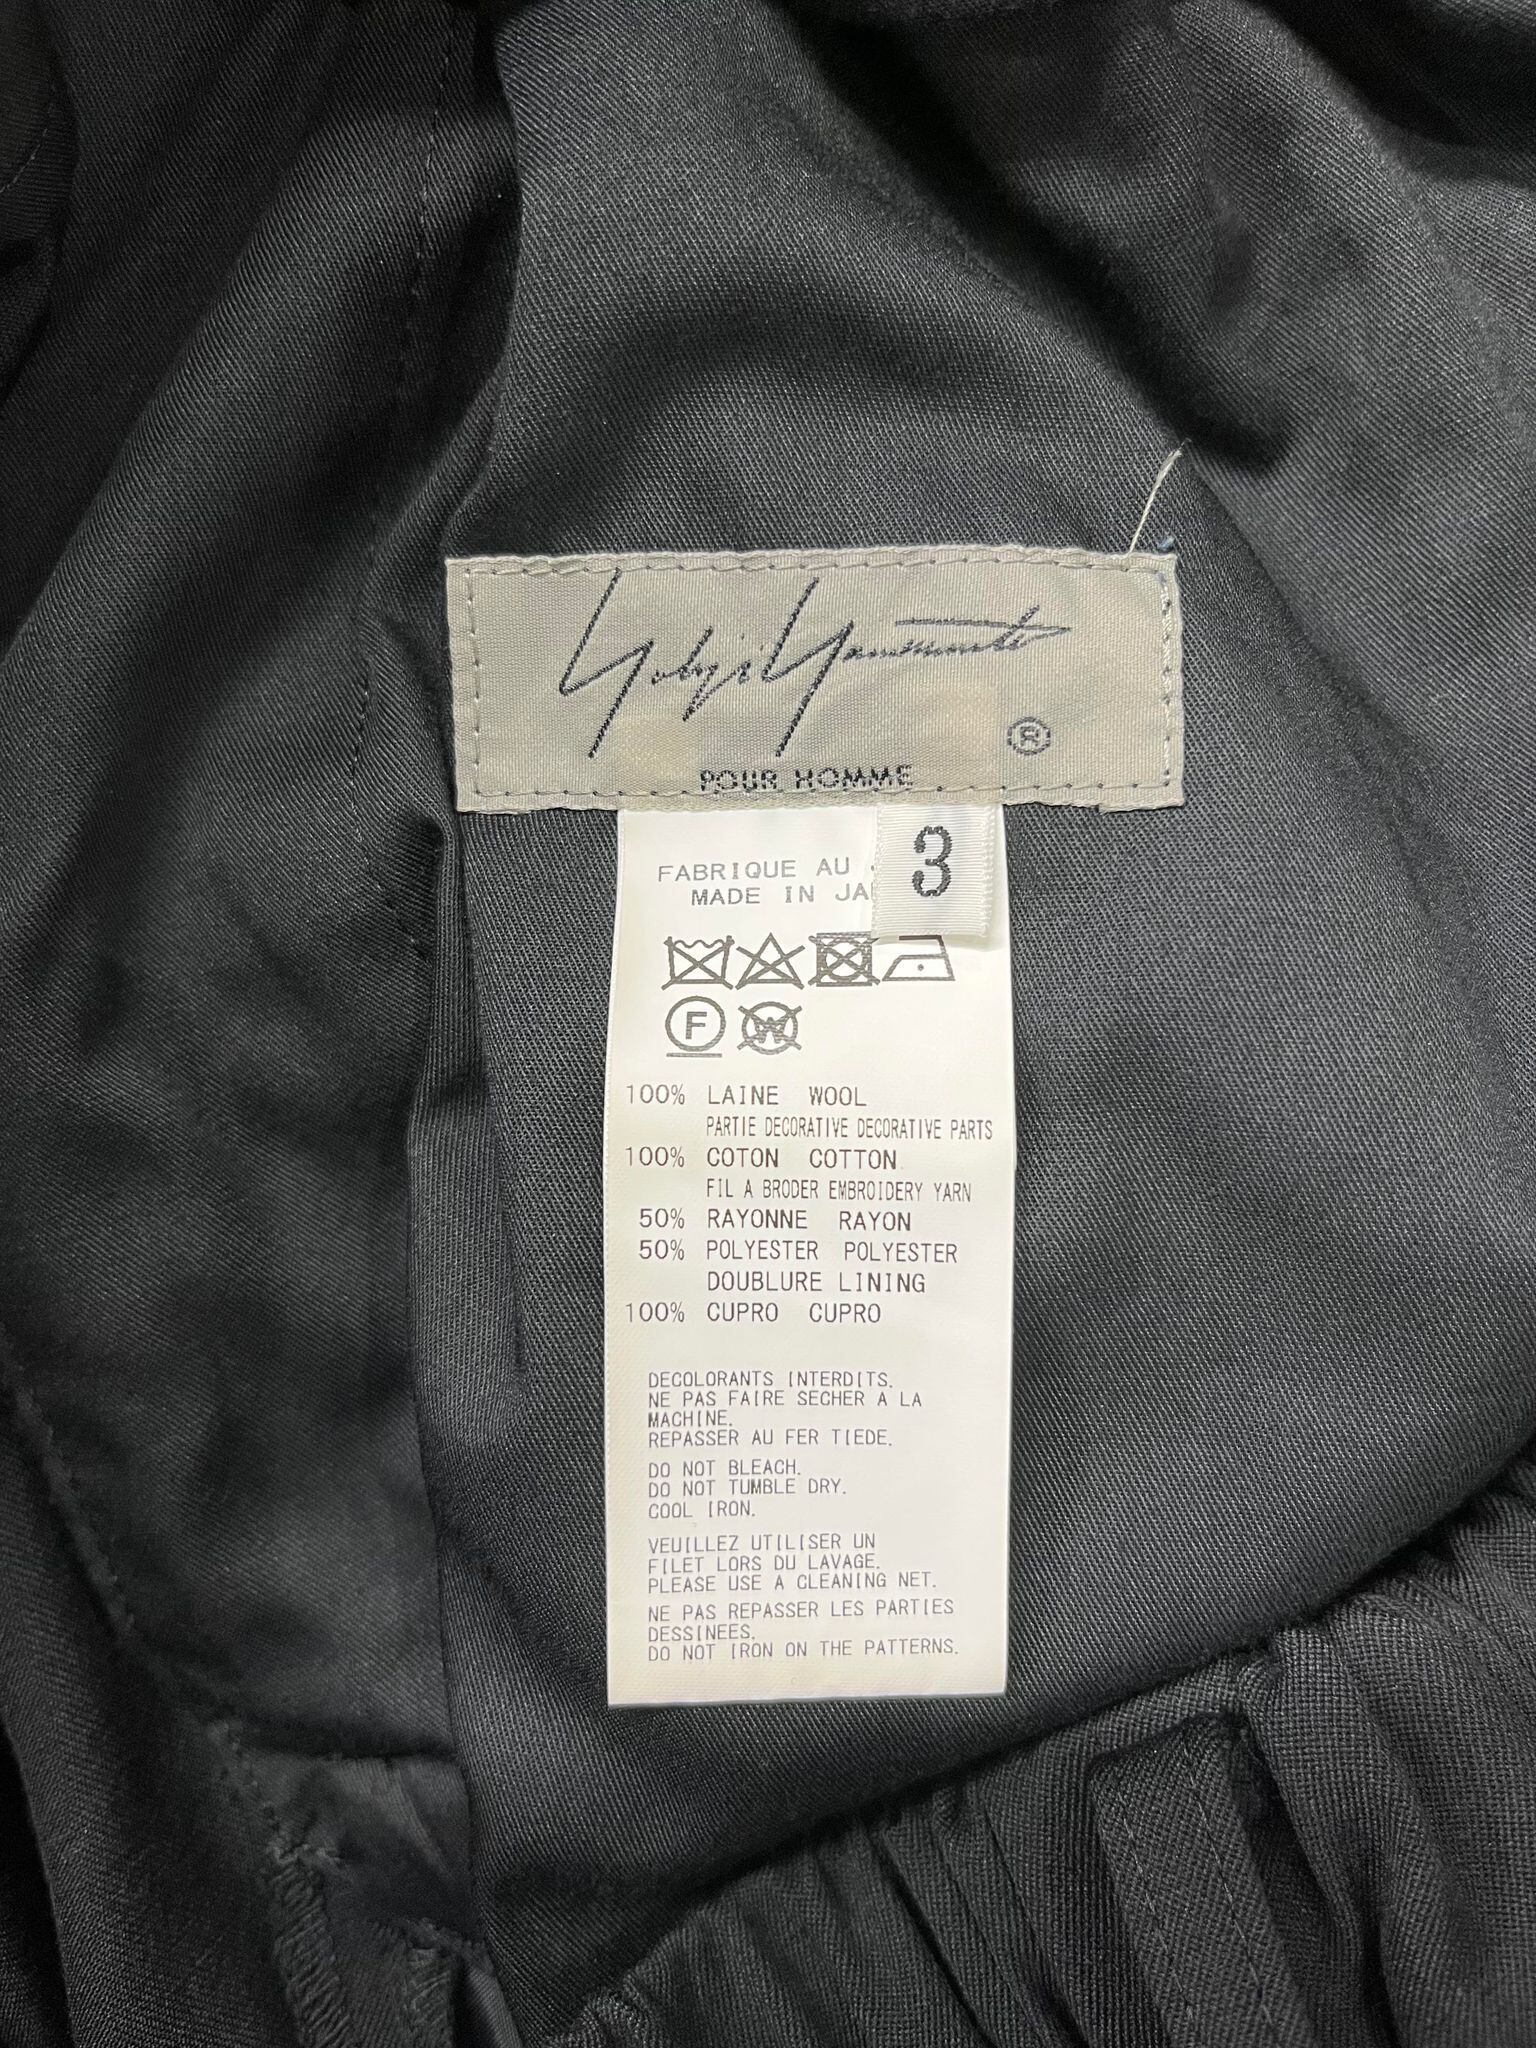 Yohji Yamamoto
®
POUR HOMME
3
FABRIQUE AU
MADE IN
F
W
100% LAINE WOOL
PARTIE DECORATIVE DECORATIVE PARTS
100% COTON COTTON
FIL A BRODER EMBROIDERY YARN
50% RAYONNE RAYON
50% POLYESTER POLYESTER
DOUBLURE LINING
100% CUPRO CUPRO
DECOLORANTS INTERDITS.
NE PAS FAIRE SECHER A LA
MACHINE.
REPASSER AU FER TIEDE.
DO NOT BLEACH.
DO NOT TUMBLE DRY.
COOL IRON.
VEUILLEZ UTILISER UN
FILET LORS DU LAVAGE.
PLEASE USE A CLEANING NET.
NE PAS REPASSER LES PARTIES
DESSINEES.
DO NOT IRON ON THE PATTERNS.